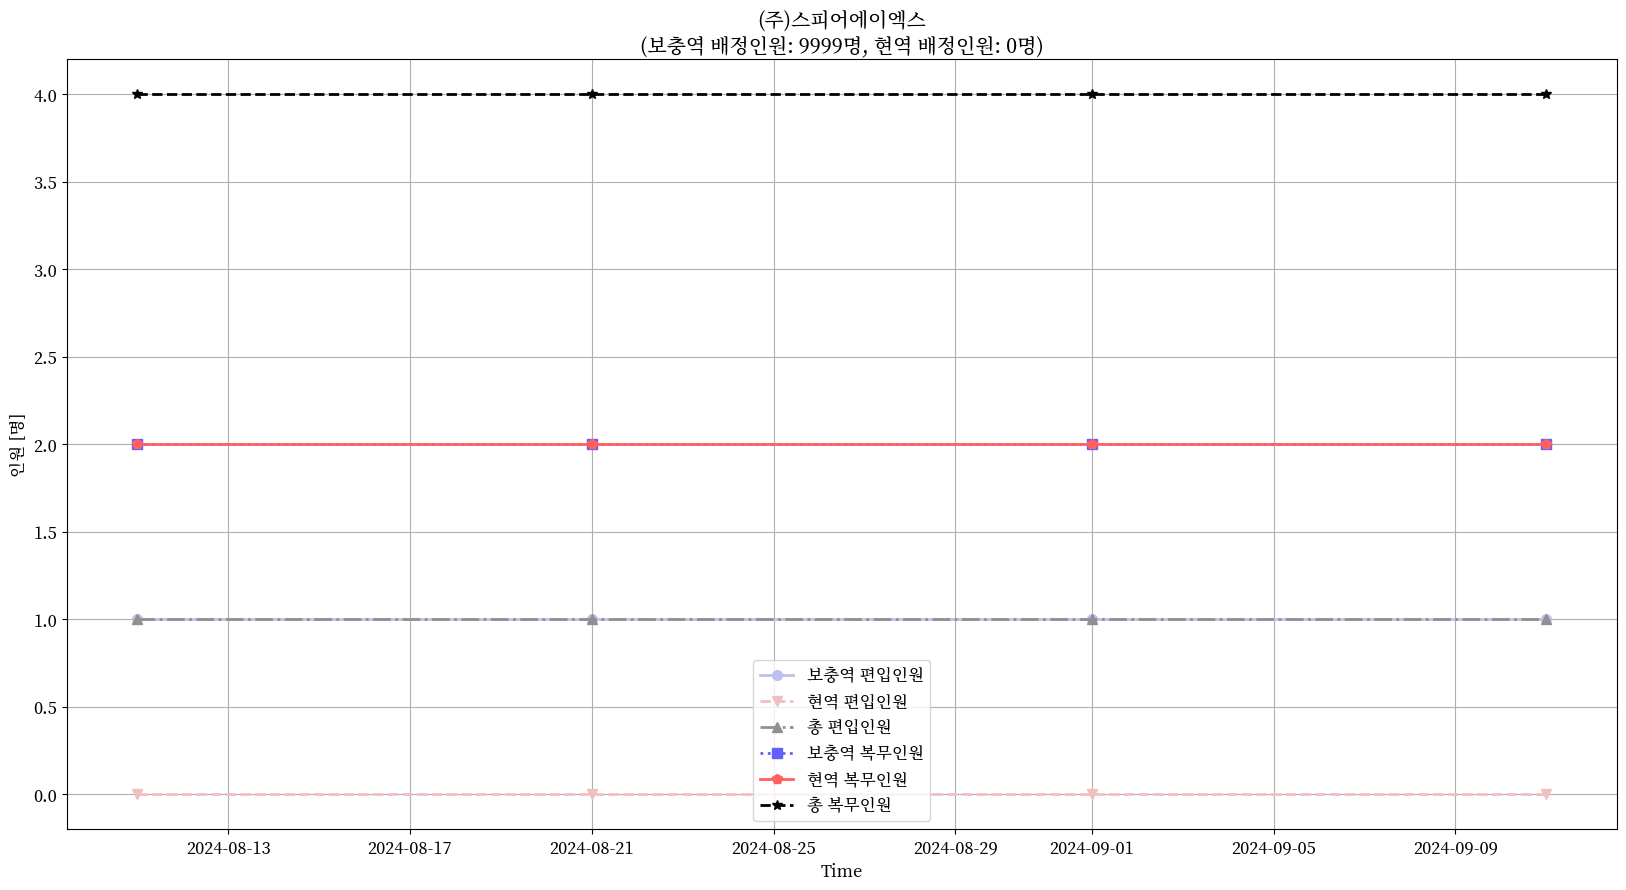 (주)스피어에이엑스
(보충역 배정인원: 9999명, 현역 배정인원: 0명)
인원 [명]
4.0
3.5
3.0
2.5
2.0
1.5
1.0
0.5
0.0
보충역 편입인원
현역 편입인원
총 편입인원
보충역 복무인원
현역 복무인원
총 복무인원
2024-08-13
2024-08-17
2024-08-21
2024-08-25
2024-08-29
2024-09-01
2024-09-05
2024-09-09
Time